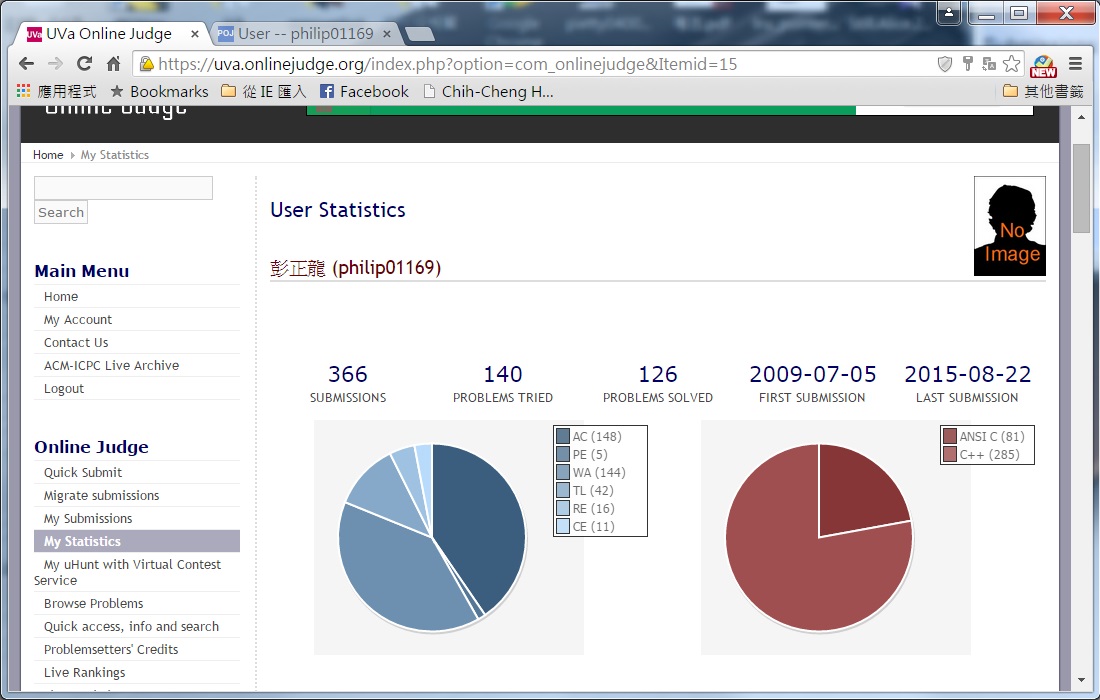 UVa Online Judge
POJ User -- philip01169
https://uva.onlinejudge.org/index.php?option=com_onlinejudge&Itemid=15
NEW
應用程式 Bookmarks 從 IE 匯入 Facebook Chih-Cheng H... 其他書籤
Online Judge
Home My Statistics
Search
Main Menu
Home
My Account
Contact Us
ACM-ICPC Live Archive
Logout
Online Judge
Quick Submit
Migrate submissions
My Submissions
My Statistics
My uHunt with Virtual Contest
Service
Browse Problems
Quick access, info and search
Problemsetters' Credits
Live Rankings
User Statistics
No
Image
彭正龍 (philip01169)
366
SUBMISSIONS
140
PROBLEMS TRIED
126
PROBLEMS SOLVED
2009-07-05
FIRST SUBMISSION
2015-08-22
LAST SUBMISSION
AC (148)
PE (5)
WA (144)
TL (42)
RE (16)
CE (11)
ANSI C (81)
C++ (285)